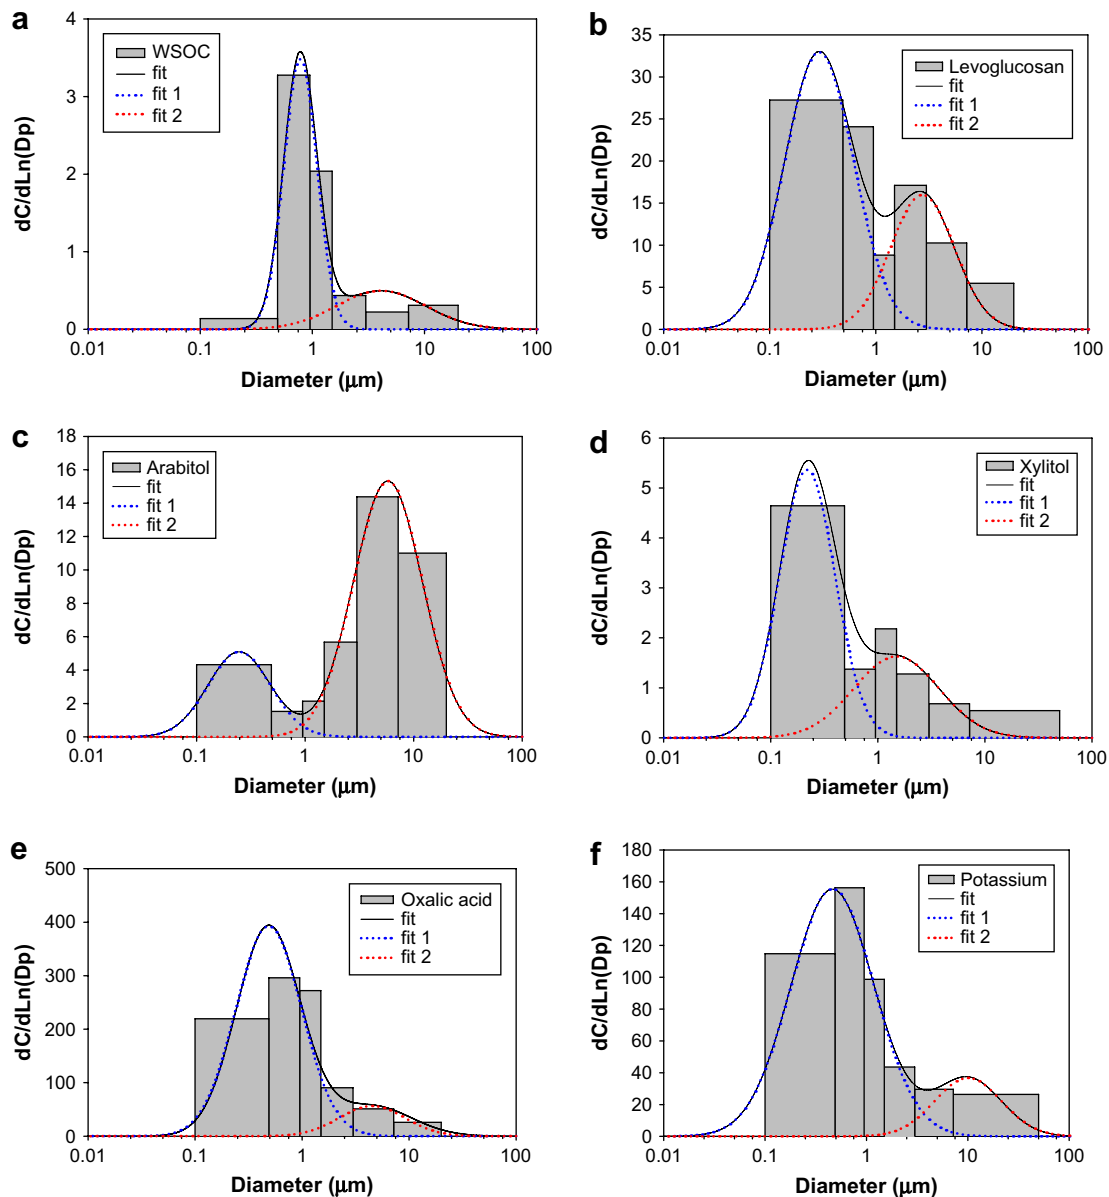 a
4
3
2
1
0
dC/dLn(Dp)
WSOC
fit
fit 1
fit 2
0.01 0.1 1 10 100
Diameter (μm)
b
35
30
25
20
15
10
5
0
dC/dLn(Dp)
Levoglucosan
fit
fit 1
fit 2
0.01 0.1 1 10 100
Diameter (μm)
c
18
16
14
12
10
8
6
4
2
0
dC/dLn(Dp)
Arabitol
fit
fit 1
fit 2
0.01 0.1 1 10 100
Diameter (μm)
d
6
5
4
3
2
1
0
dC/dLn(Dp)
Xylitol
fit
fit 1
fit 2
0.01 0.1 1 10 100
Diameter (μm)
e
500
400
300
200
100
0
dC/dLn(Dp)
Oxalic acid
fit
fit 1
fit 2
0.01 0.1 1 10 100
Diameter (μm)
f
180
160
140
120
100
80
60
40
20
0
dC/dLn(Dp)
Potassium
fit
fit 1
fit 2
0.01 0.1 1 10 100
Diameter (μm)